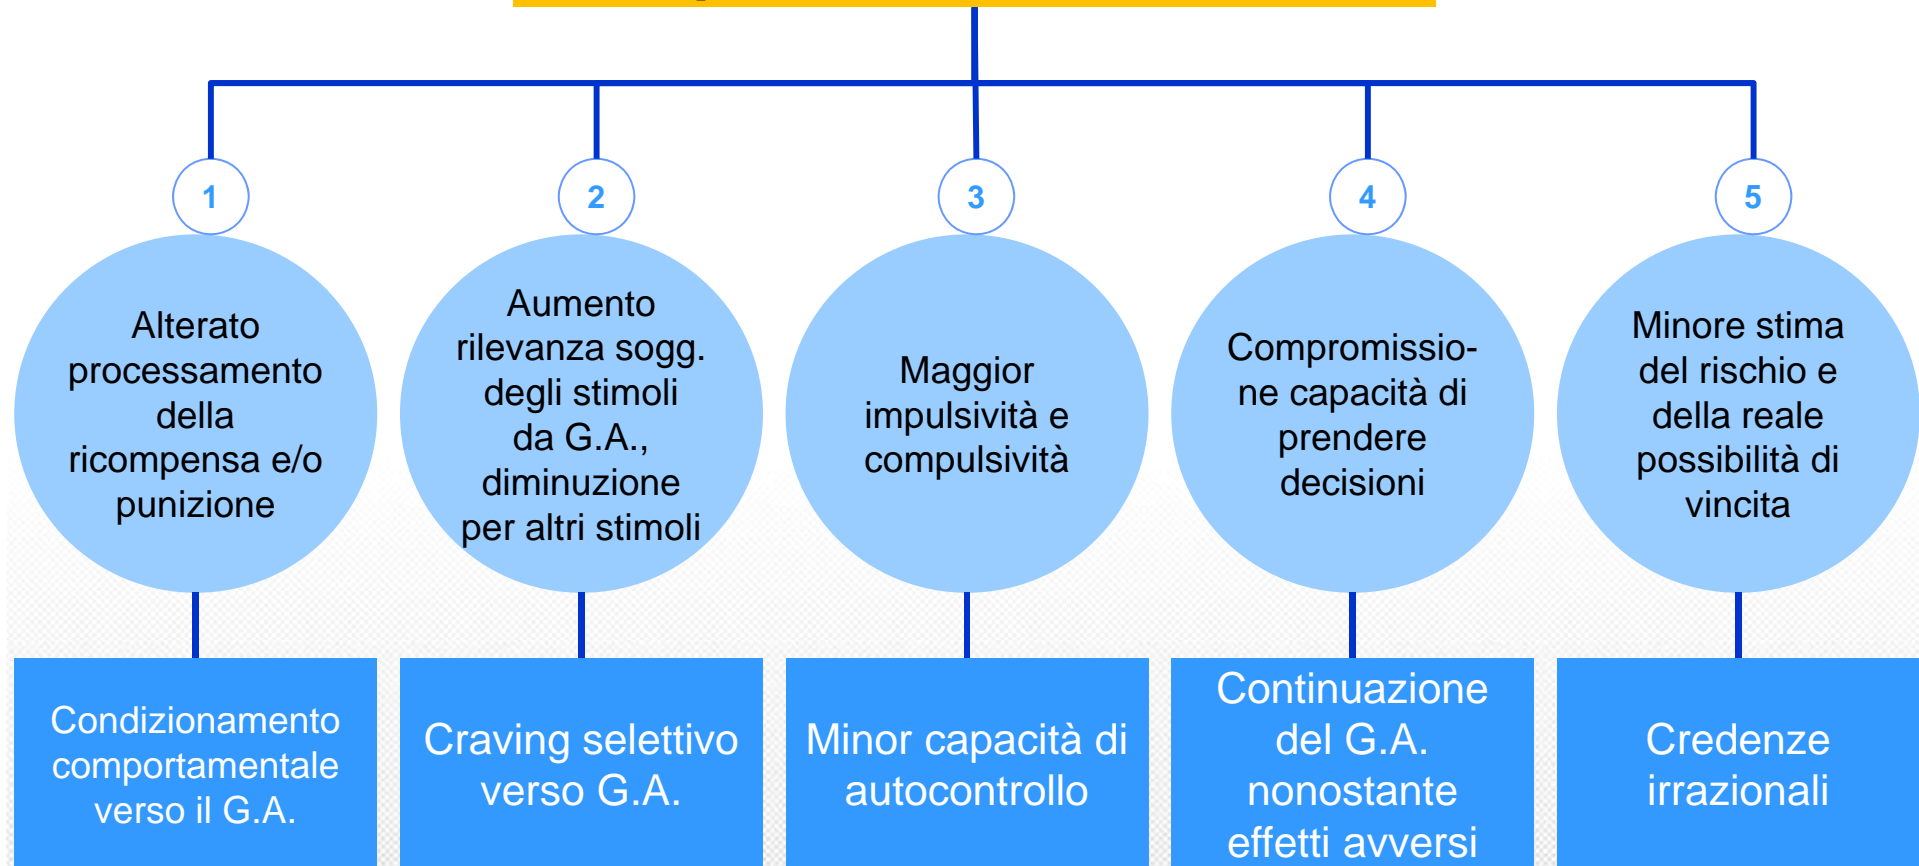 1
2
3
4
5
Alterato
processamento
della
ricompensa e/o
punizione
Aumento
rilevanza sogg.
degli stimoli
da G.A.,
diminuzione
per altri stimoli
Maggior
impulsività e
compulsività
Compromissio-
ne capacità di
prendere
decisioni
Minore stima
del rischio e
della reale
possibilità di
vincita
Condizionamento
comportamentale
verso il G.A.
Craving selettivo
verso G.A.
Minor capacità di
autocontrollo
Continuazione
del G.A.
nonostante
effetti avversi
Credenze
irrazionali